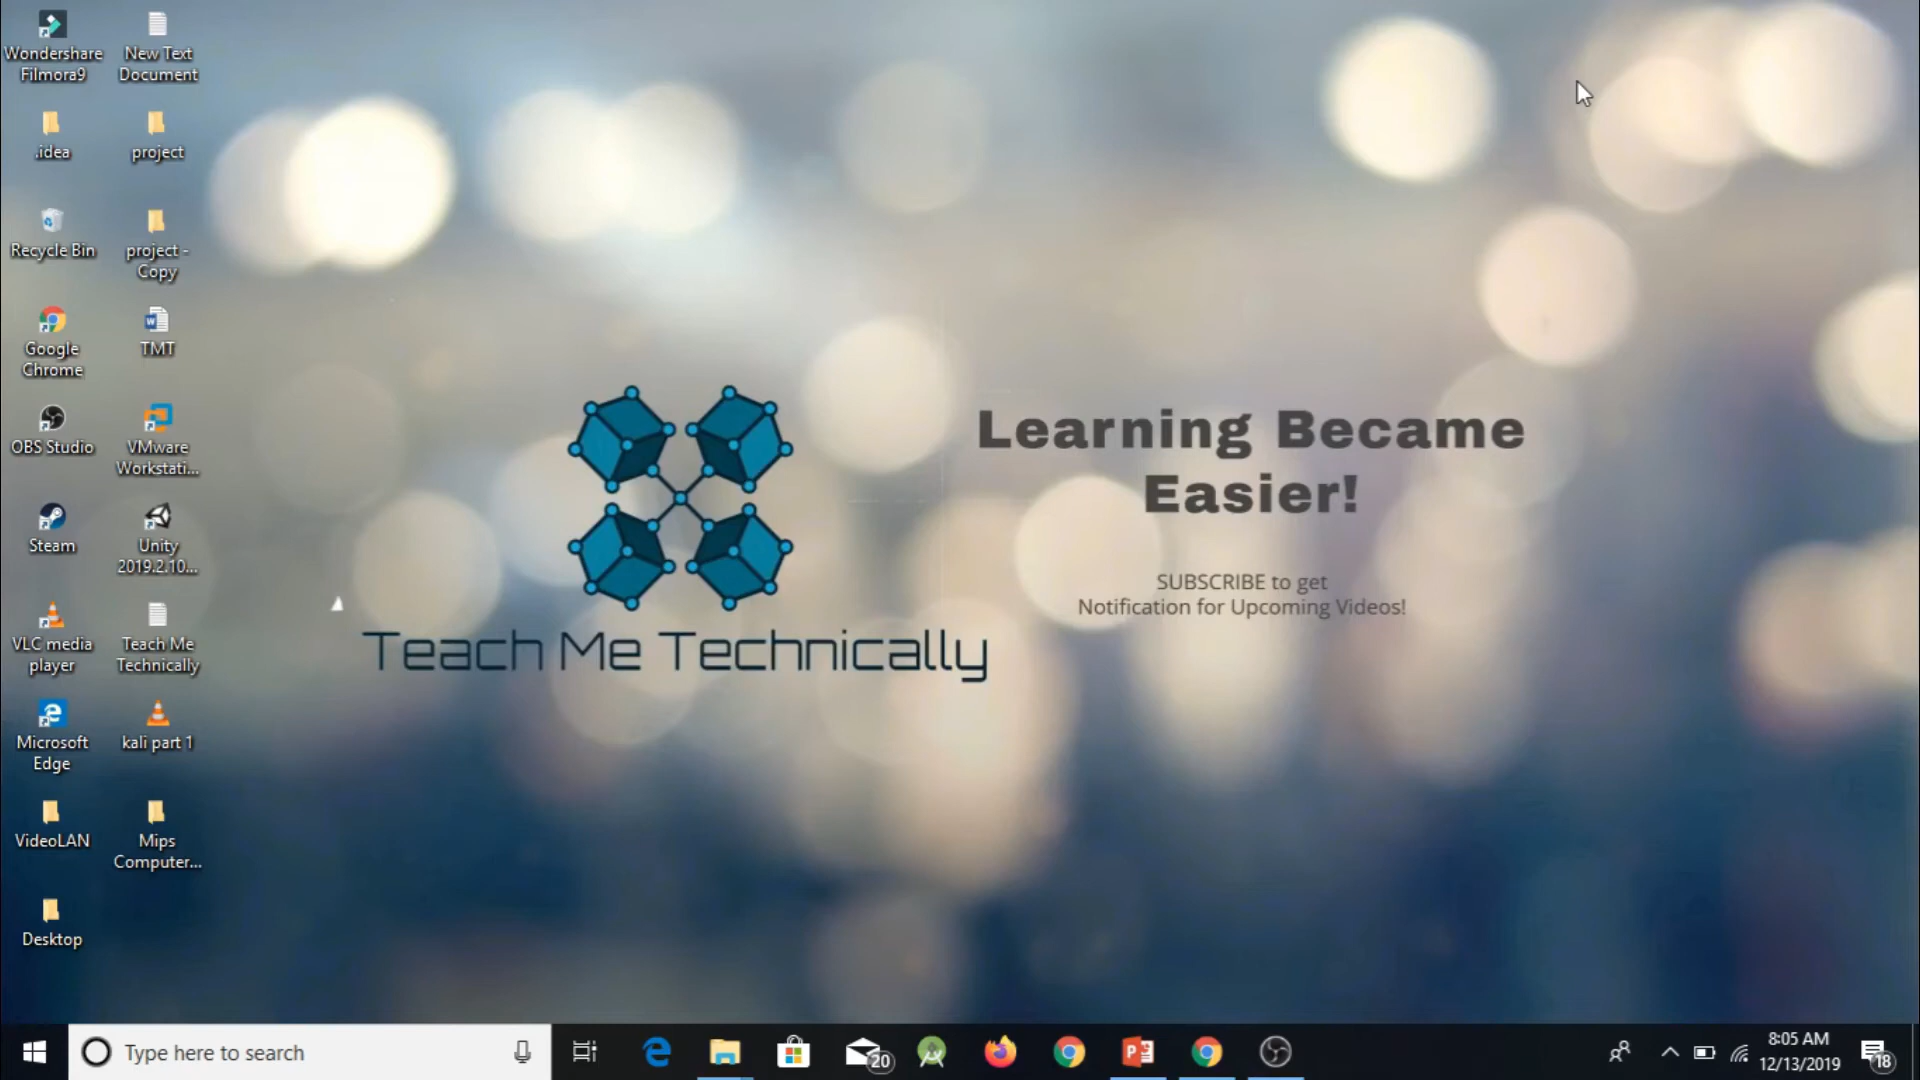 Wondershare
Filmora9
New Text
Document
.idea
project
Recycle Bin
project -
Copy
Google
Chrome
TMT
OBS Studio
VMware
Workstati...
Steam
Unity
2019.2.10...
VLC media
player
Teach Me
Technically
Microsoft
Edge
kali part 1
VideoLAN
Mips
Computer...
Desktop
Teach Me Technically
Learning Became
Easier!
SUBSCRIBE to get
Notification for Upcoming Videos!
Type here to search
20
8:05 AM
12/13/2019
18